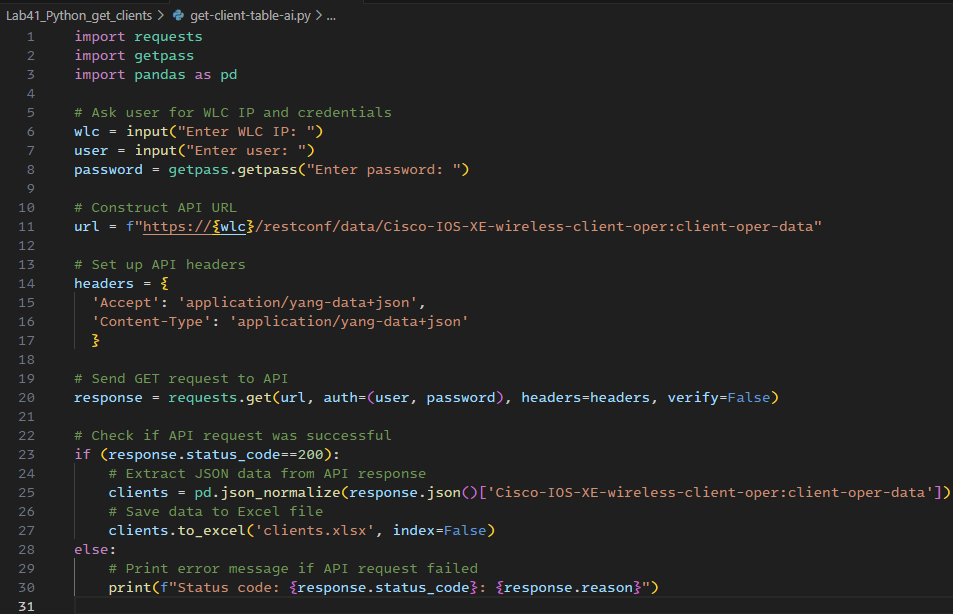 Lab41_Python_get_clients > get-client-table-ai.py > ...
1 import requests
2 import getpass
3 import pandas as pd
4
5 # Ask user for WLC IP and credentials
6 wlc = input("Enter WLC IP: ")
7 user = input("Enter user: ")
8 password = getpass.getpass("Enter password: ")
9
10 # Construct API URL
11 url = f"https://{wlc}/restconf/data/Cisco-IOS-XE-wireless-client-oper:client-oper-data"
12
13 # Set up API headers
14 headers = {
15   'Accept': 'application/yang-data+json',
16   'Content-Type': 'application/yang-data+json'
17   }
18
19 # Send GET request to API
20 response = requests.get(url, auth=(user, password), headers=headers, verify=False)
21
22 # Check if API request was successful
23 if (response.status_code==200):
24     # Extract JSON data from API response
25     clients = pd.json_normalize(response.json()['Cisco-IOS-XE-wireless-client-oper:client-oper-data'])
26     # Save data to Excel file
27     clients.to_excel('clients.xlsx', index=False)
28 else:
29     # Print error message if API request failed
30     print(f"Status code: {response.status_code}: {response.reason}")
31